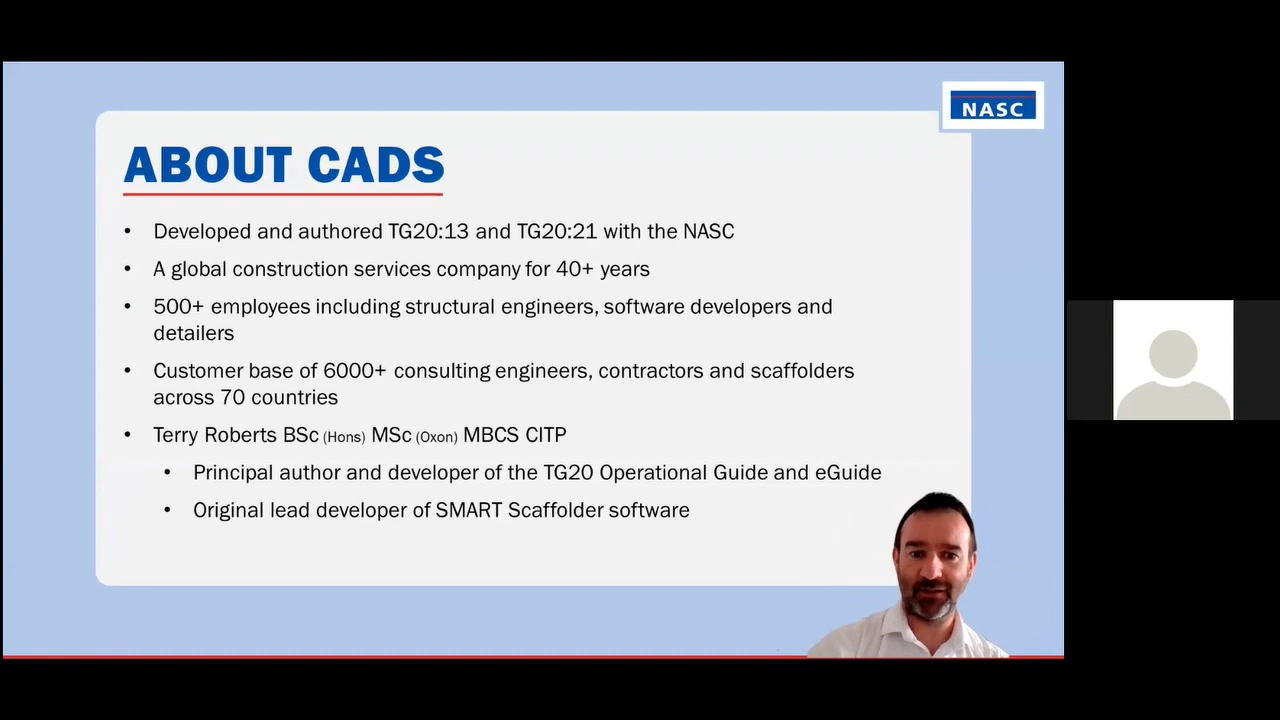 NASC
ABOUT CADS
• Developed and authored TG20:13 and TG20:21 with the NASC
• A global construction services company for 40+ years
• 500+ employees including structural engineers, software developers and
detailers
• Customer base of 6000+ consulting engineers, contractors and scaffolders
across 70 countries
• Terry Roberts BSc (Hons) MSc (Oxon) MBCS CITP
• Principal author and developer of the TG20 Operational Guide and eGuide
• Original lead developer of SMART Scaffolder software